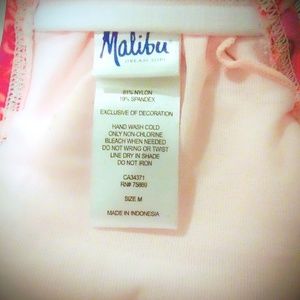 Malibu
DREAM GIRL
81% NYLON
19% SPANDEX
EXCLUSIVE OF DECORATION
HAND WASH COLD
ONLY NON-CHLORINE
BLEACH WHEN NEEDED
DO NOT WRING OR TWIST
LINE DRY IN SHADE
DO NOT IRON
CA34371
RN# 75889
SIZE M
MADE IN INDONESIA